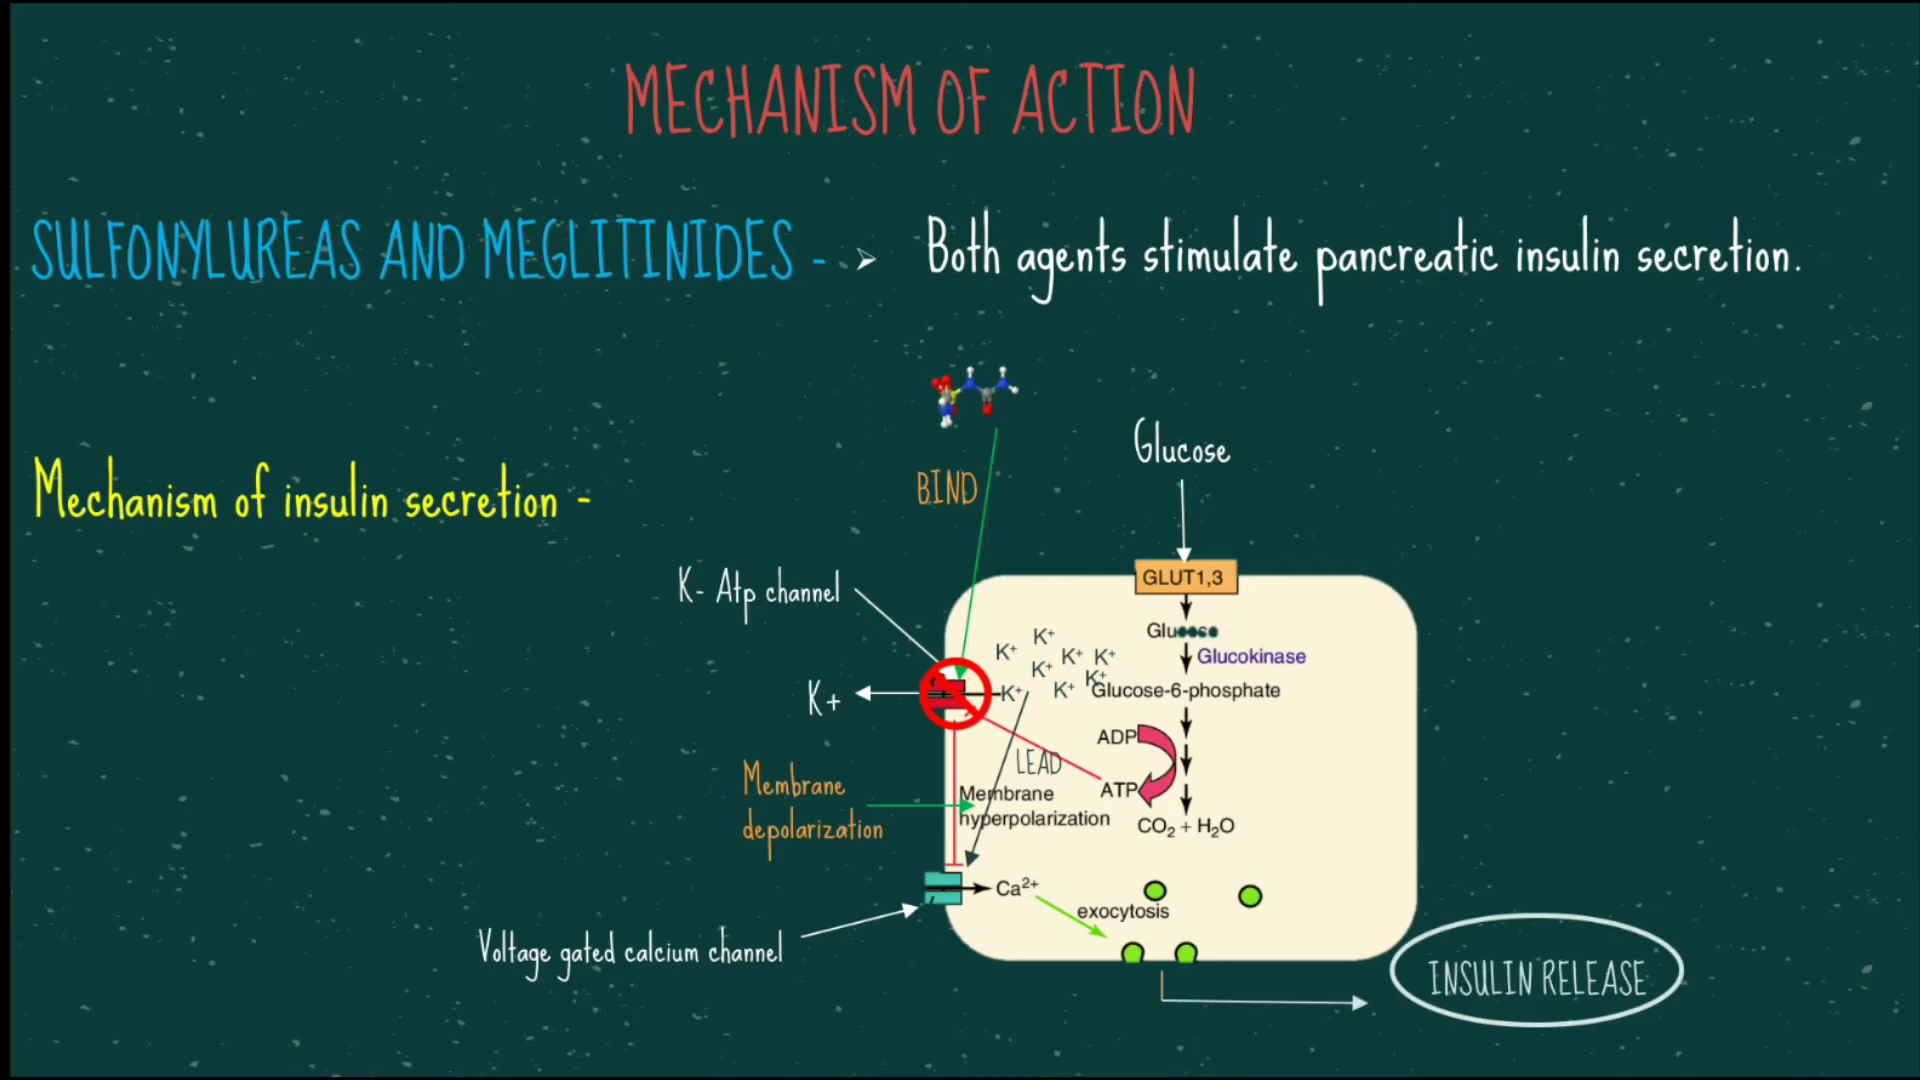 MECHANISM OF ACTION
SULFONYLUREAS AND MEGLITINIDES - ➢ Both agents stimulate pancreatic insulin secretion.
Mechanism of insulin secretion -
BIND
Glucose
K- Atp channel
GLUT1,3
Glucose
Glucokinase
K+ K+ K+ K+ K+ K+ K+ K+
Glucose-6-phosphate
K+
ADP
LEAD
ATP
Membrane
depolarization
Membrane
hyperpolarization
CO2 + H2O
Ca2+
exocytosis
Voltage gated calcium channel
INSULIN RELEASE